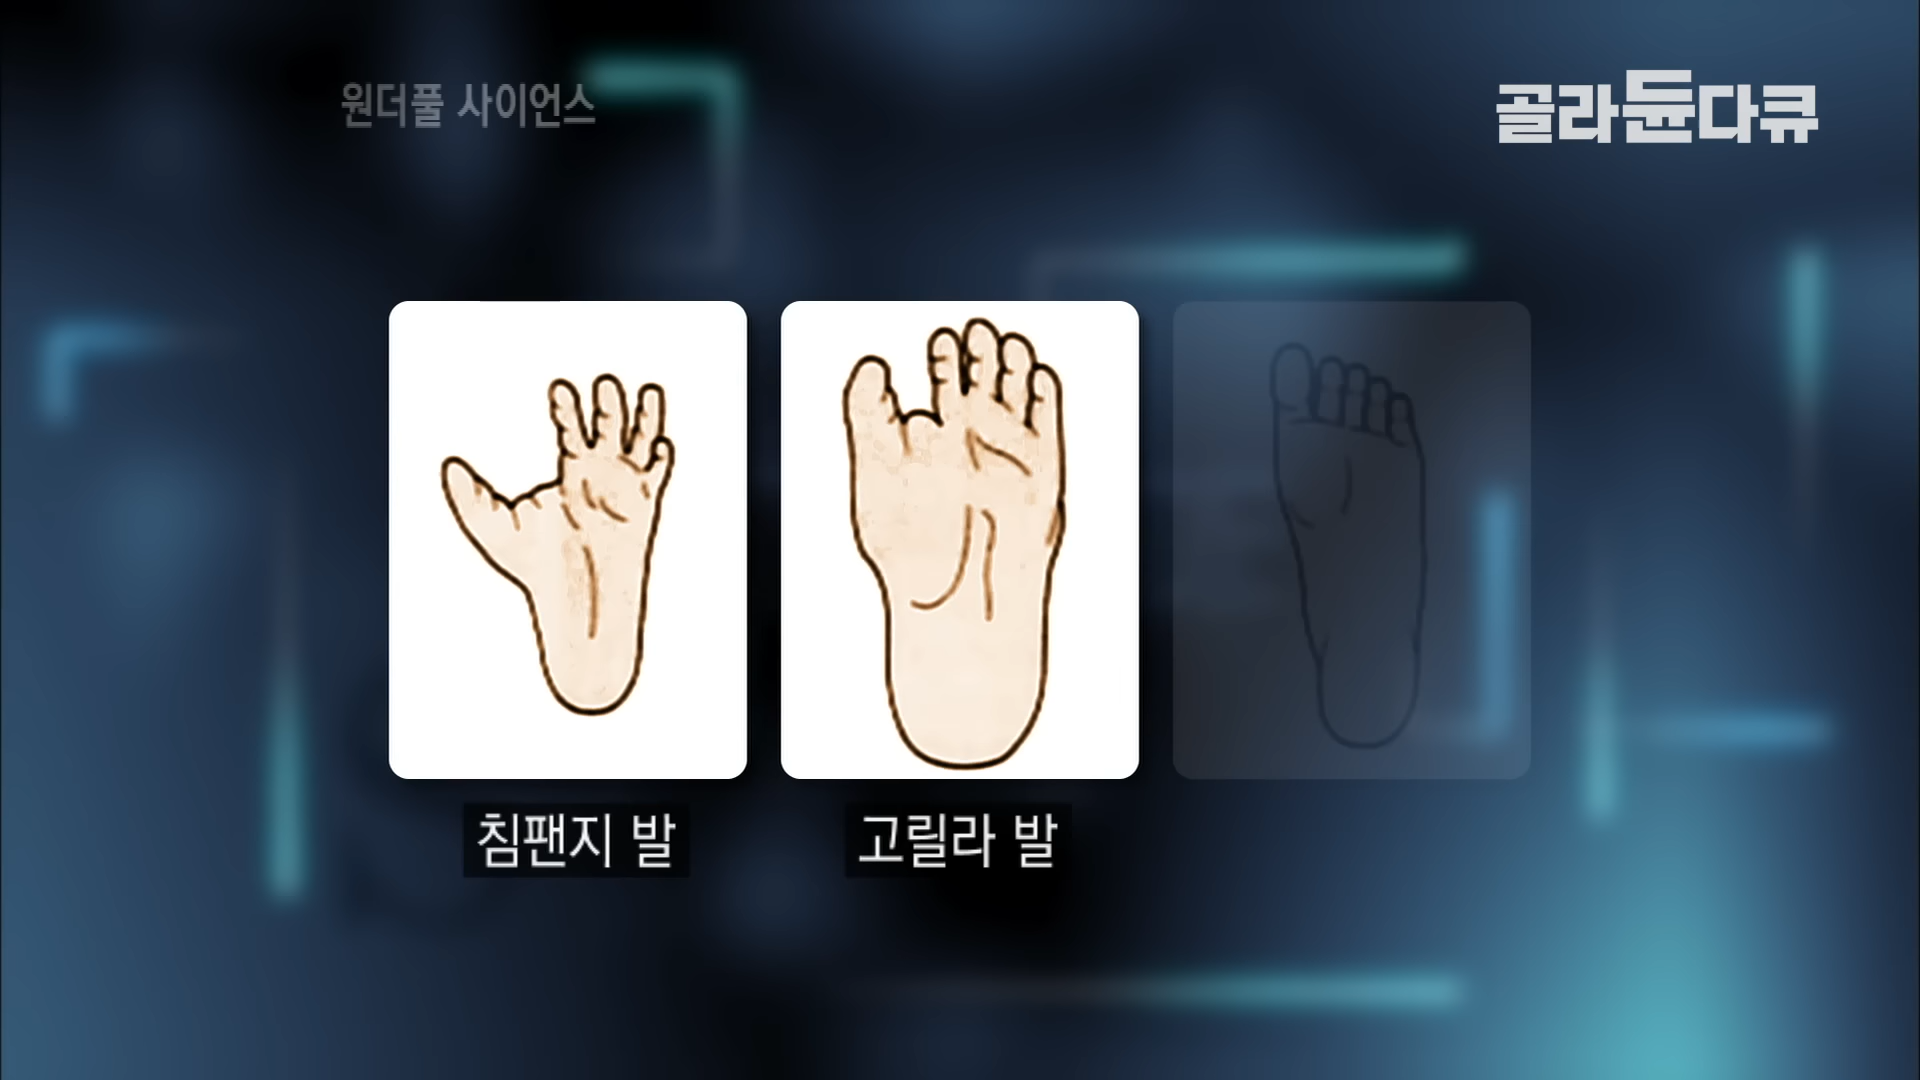 원더풀 사이언스
골라둔다큐
침팬지 발
고릴라 발